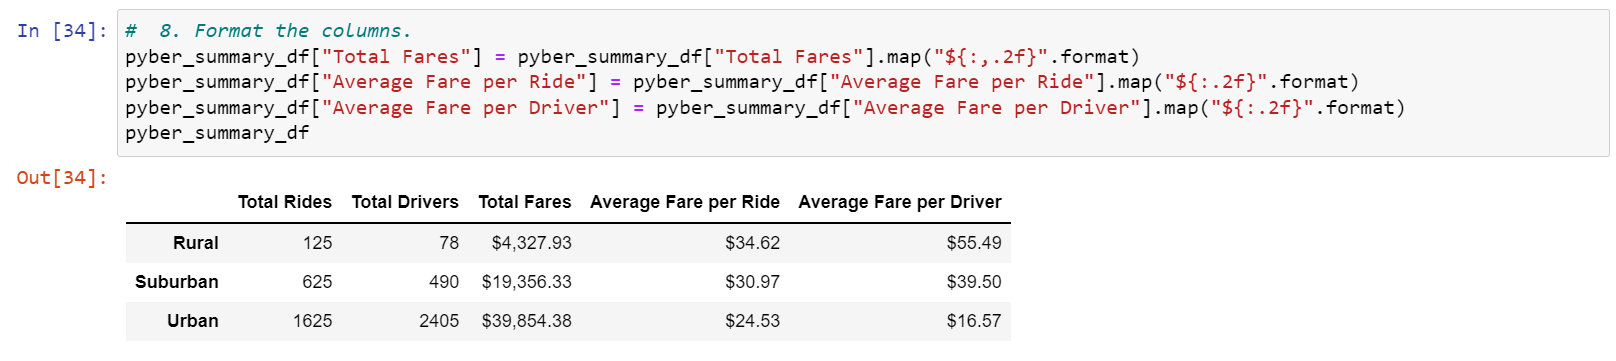 In [34]: #  8. Format the columns.
pyber_summary_df["Total Fares"] = pyber_summary_df["Total Fares"].map("${:,.2f}".format)
pyber_summary_df["Average Fare per Ride"] = pyber_summary_df["Average Fare per Ride"].map("${:.2f}".format)
pyber_summary_df["Average Fare per Driver"] = pyber_summary_df["Average Fare per Driver"].map("${:.2f}".format)
pyber_summary_df
Out[34]:
Total Rides Total Drivers Total Fares Average Fare per Ride Average Fare per Driver
Rural 125 78 $4,327.93 $34.62 $55.49
Suburban 625 490 $19,356.33 $30.97 $39.50
Urban 1625 2405 $39,854.38 $24.53 $16.57